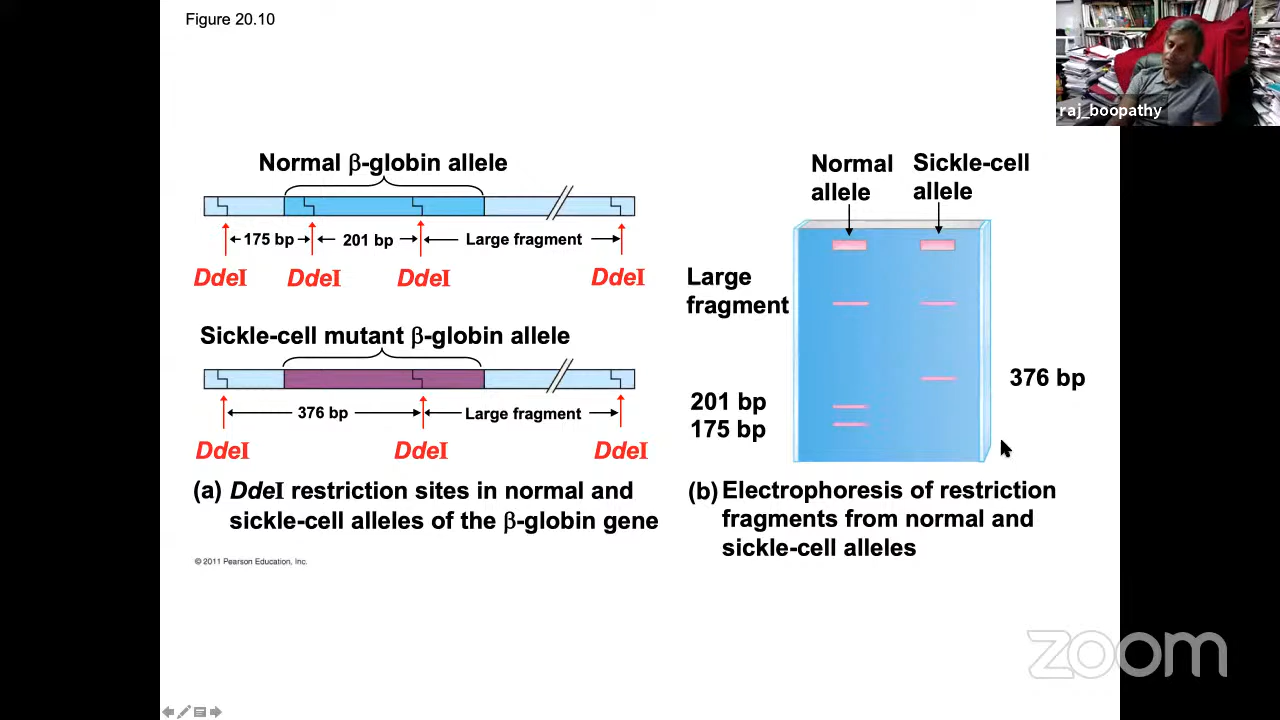 Figure 20.10
raj_boopathy
Normal β-globin allele
175 bp
201 bp
Large fragment
DdeI
DdeI
DdeI
DdeI
Sickle-cell mutant β-globin allele
376 bp
Large fragment
DdeI
DdeI
DdeI
(a) DdeI restriction sites in normal and
sickle-cell alleles of the β-globin gene
© 2011 Pearson Education, Inc.
Normal
allele
Sickle-cell
allele
Large
fragment
376 bp
201 bp
175 bp
(b) Electrophoresis of restriction
fragments from normal and
sickle-cell alleles
zoom